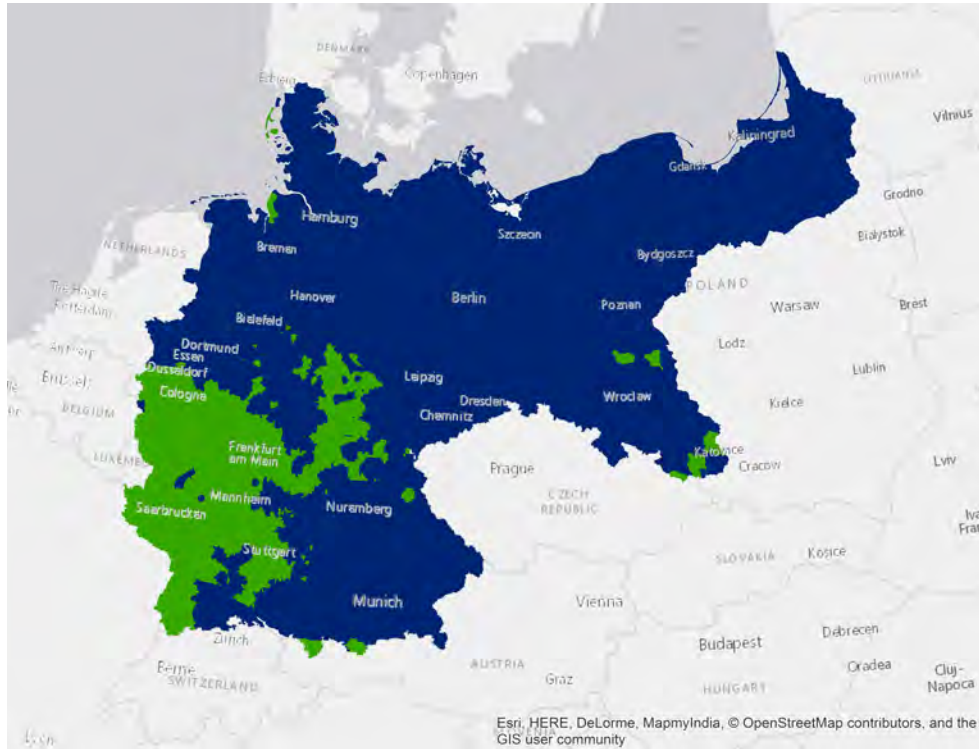 DENMARK
Copenhagen
LITHUANIA
Vilnius
Kaliningrad
Gdansk
Grodno
Hamburg
Szczecin
Bialystok
Bremen
Bydgoszcz
NETHERLANDS
POLAND
The Hague
Rotterdam
Hanover
Berlin
Poznan
Warsaw
Brest
Bielefeld
Dortmund
Essen
Lodz
Dusseldorf
Leipzig
Lublin
Cologne
Dresden
Wroclaw
Kielce
BELGIUM
Chemnitz
Frankfurt
am Main
Katowice
Cracow
Prague
Lviv
Mannheim
Nuremberg
CZECH
REPUBLIC
Saarbrucken
Stuttgart
SLOVAKIA
Kosice
Munich
Vienna
Zurich
Budapest
Debrecen
Berne
AUSTRIA
Oradea
SWITZERLAND
Graz
HUNGARY
Cluj-
Napoca
Esri, HERE, DeLorme, MapmyIndia, © OpenStreetMap contributors, and the
GIS user community